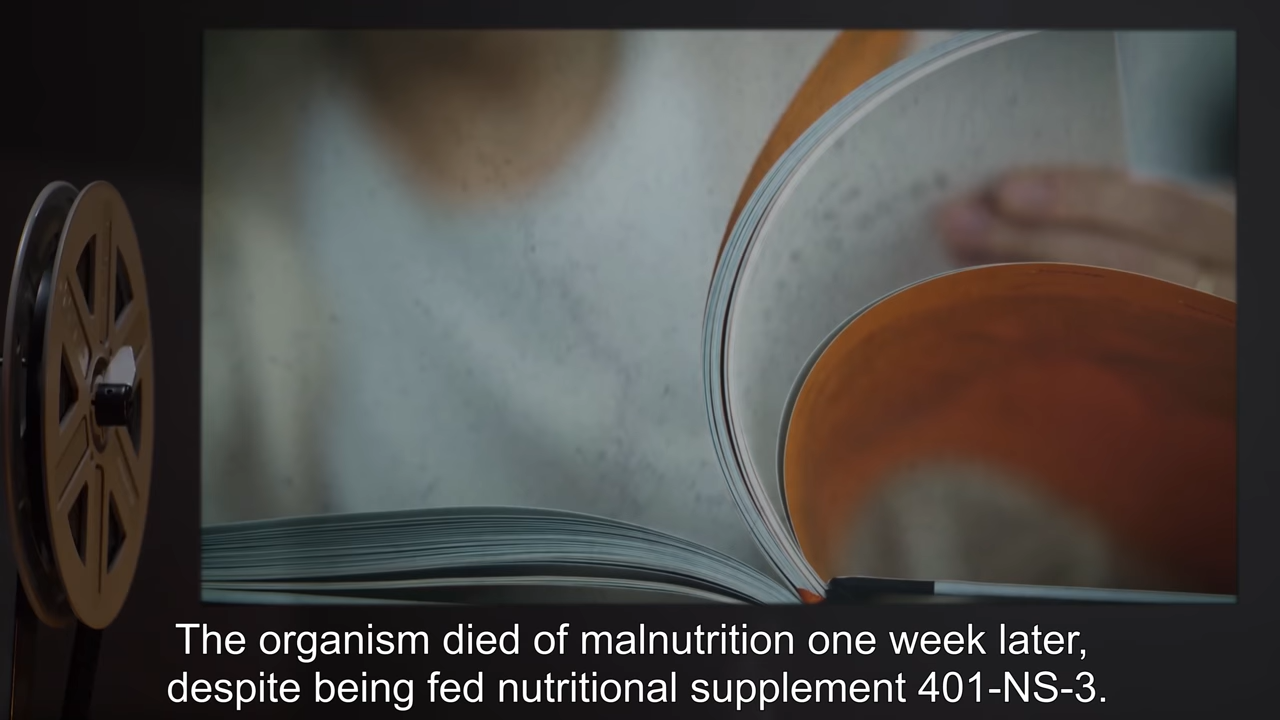 The organism died of malnutrition one week later,
despite being fed nutritional supplement 401-NS-3.